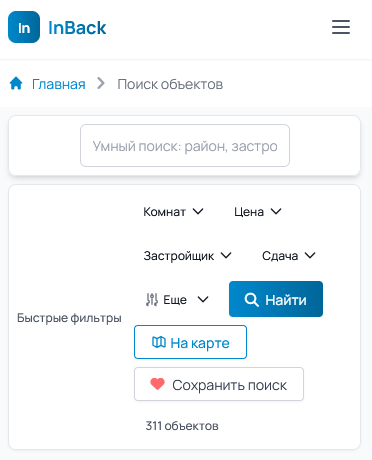 In InBack
Главная Поиск объектов
Умный поиск: район, застро
Комнат Цена
Застройщик Сдача
Еще Найти
Быстрые фильтры
На карте
Сохранить поиск
311 объектов